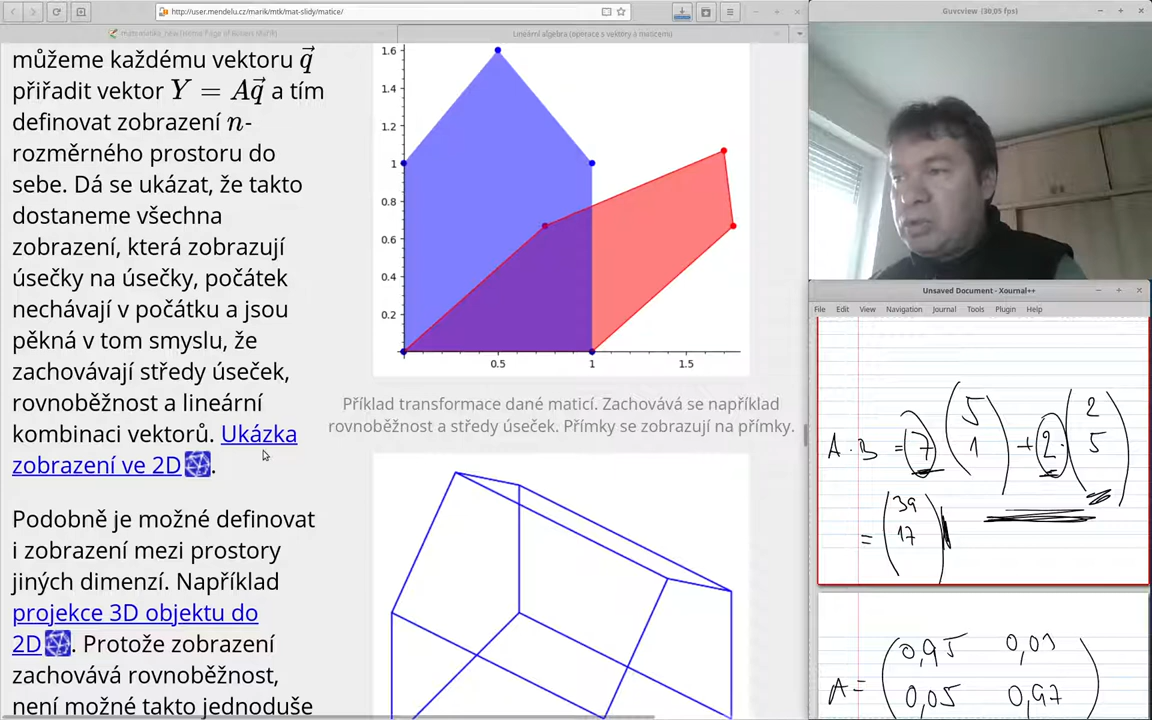 http://user.mendelu.cz/marik/mtk/mat-slidy/matice/
Lineární algebra (operace s vektory a maticemi)
můžeme každému vektoru q⃗
přiřadit vektor Y = Aq⃗ a tím
definovat zobrazení n-
rozměrného prostoru do
sebe. Dá se ukázat, že takto
dostaneme všechna
zobrazení, která zobrazují
úsečky na úsečky, počátek
nechávají v počátku a jsou
pěkná v tom smyslu, že
zachovávají středy úseček,
rovnoběžnost a lineární
kombinaci vektorů. Ukázka
zobrazení ve 2D.
Podobně je možné definovat
i zobrazení mezi prostory
jiných dimenzí. Například
projekce 3D objektu do
2D. Protože zobrazení
zachovává rovnoběžnost,
není možné takto jednoduše
1.6
1.4
1.2
1
0.8
0.6
0.4
0.2
0.5 1 1.5
Příklad transformace dané maticí. Zachovává se například
rovnoběžnost a středy úseček. Přímky se zobrazují na přímky.
Guvcview (30,05 fps)
Unsaved Document - Xournal++
File Edit View Navigation Journal Tools Plugin Help
A . B = 7 (5 1) + 2 . (2 5)
= (39 17)
A = (0,95 0,03
0,05 0,97)